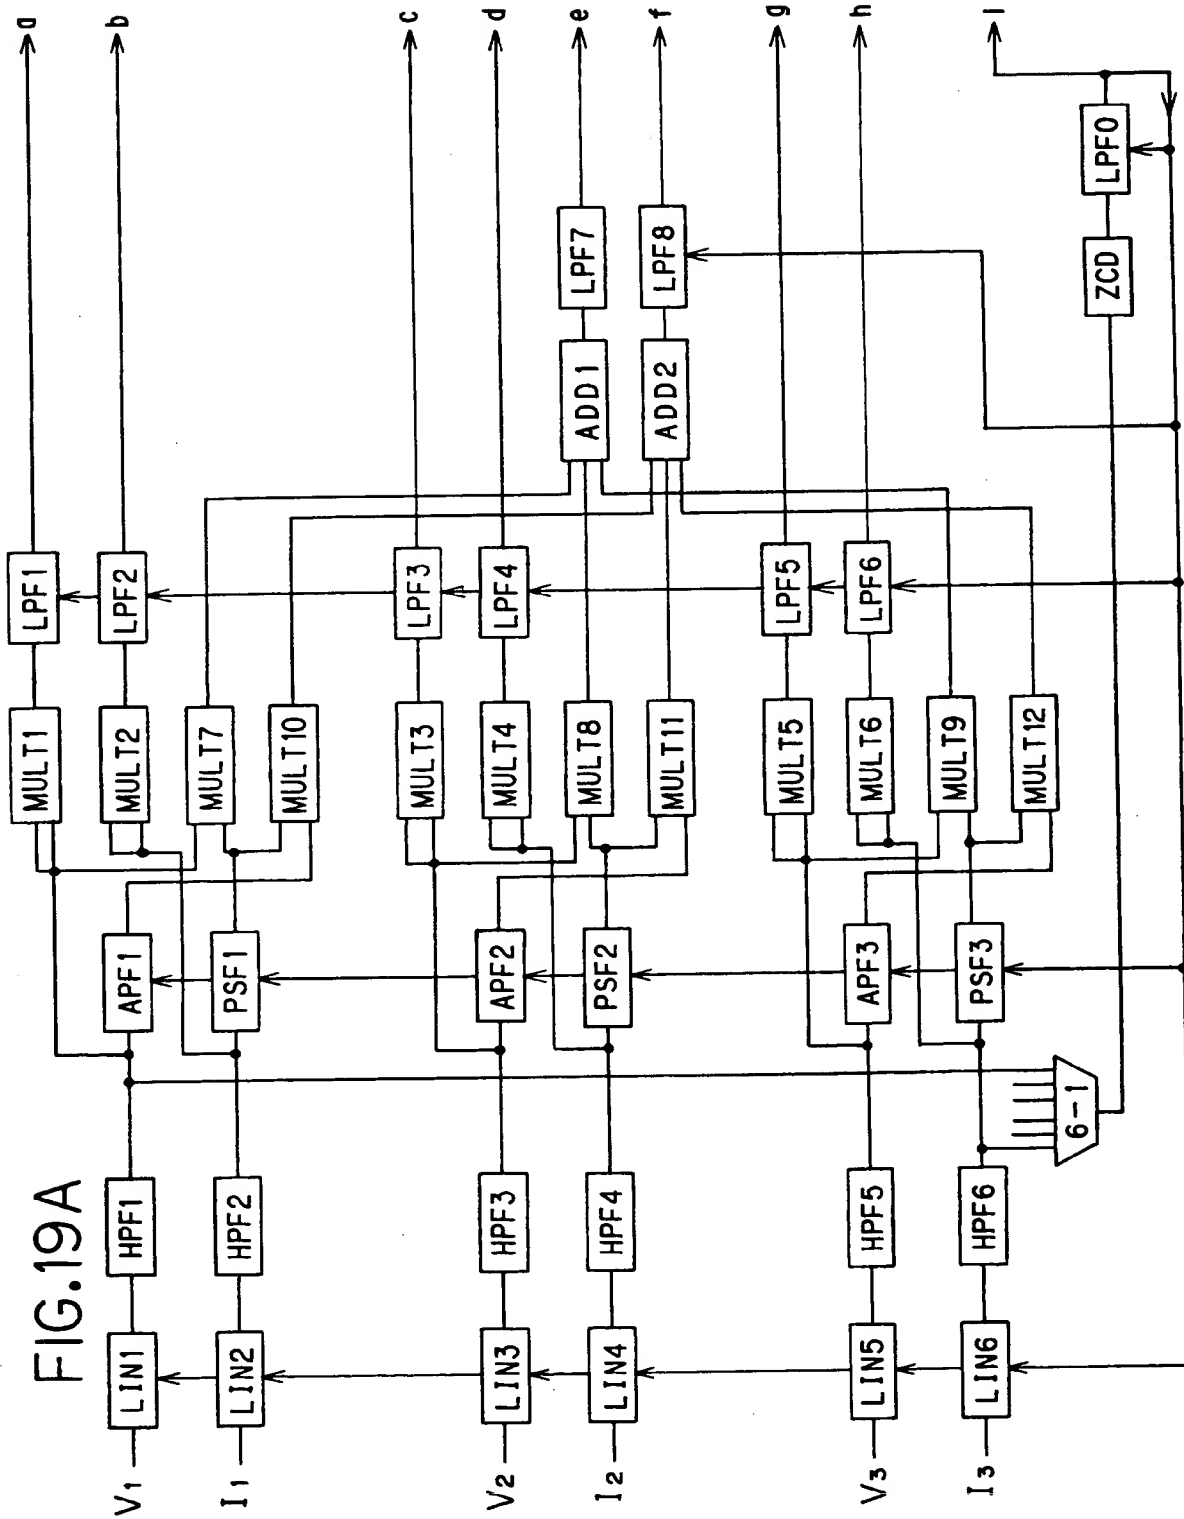 FIG.19A
a
b
c
d
e
f
g
h
l
V1
LIN1
HPF1
APF1
MULT1
LPF1
I1
LIN2
HPF2
PSF1
MULT2
LPF2
MULT7
MULT10
V2
LIN3
HPF3
APF2
MULT3
LPF3
I2
LIN4
HPF4
PSF2
MULT4
LPF4
MULT8
ADD1
LPF7
MULT11
ADD2
LPF8
V3
LIN5
HPF5
APF3
MULT5
LPF5
I3
LIN6
HPF6
PSF3
MULT6
LPF6
MULT9
MULT12
6-1
ZCD
LPF0